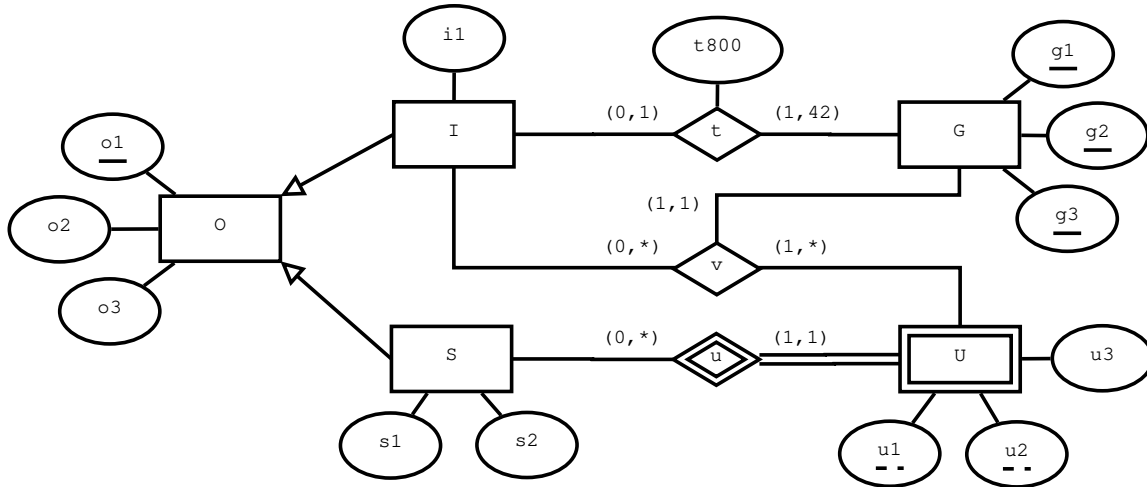 i1
t800
g1
(0,1)
(1,42)
I
t
G
g2
o1
(1,1)
g3
o2
O
(0,*)
(1,*)
v
o3
(0,*)
(1,1)
S
u
U
u3
s1
s2
u1
u2